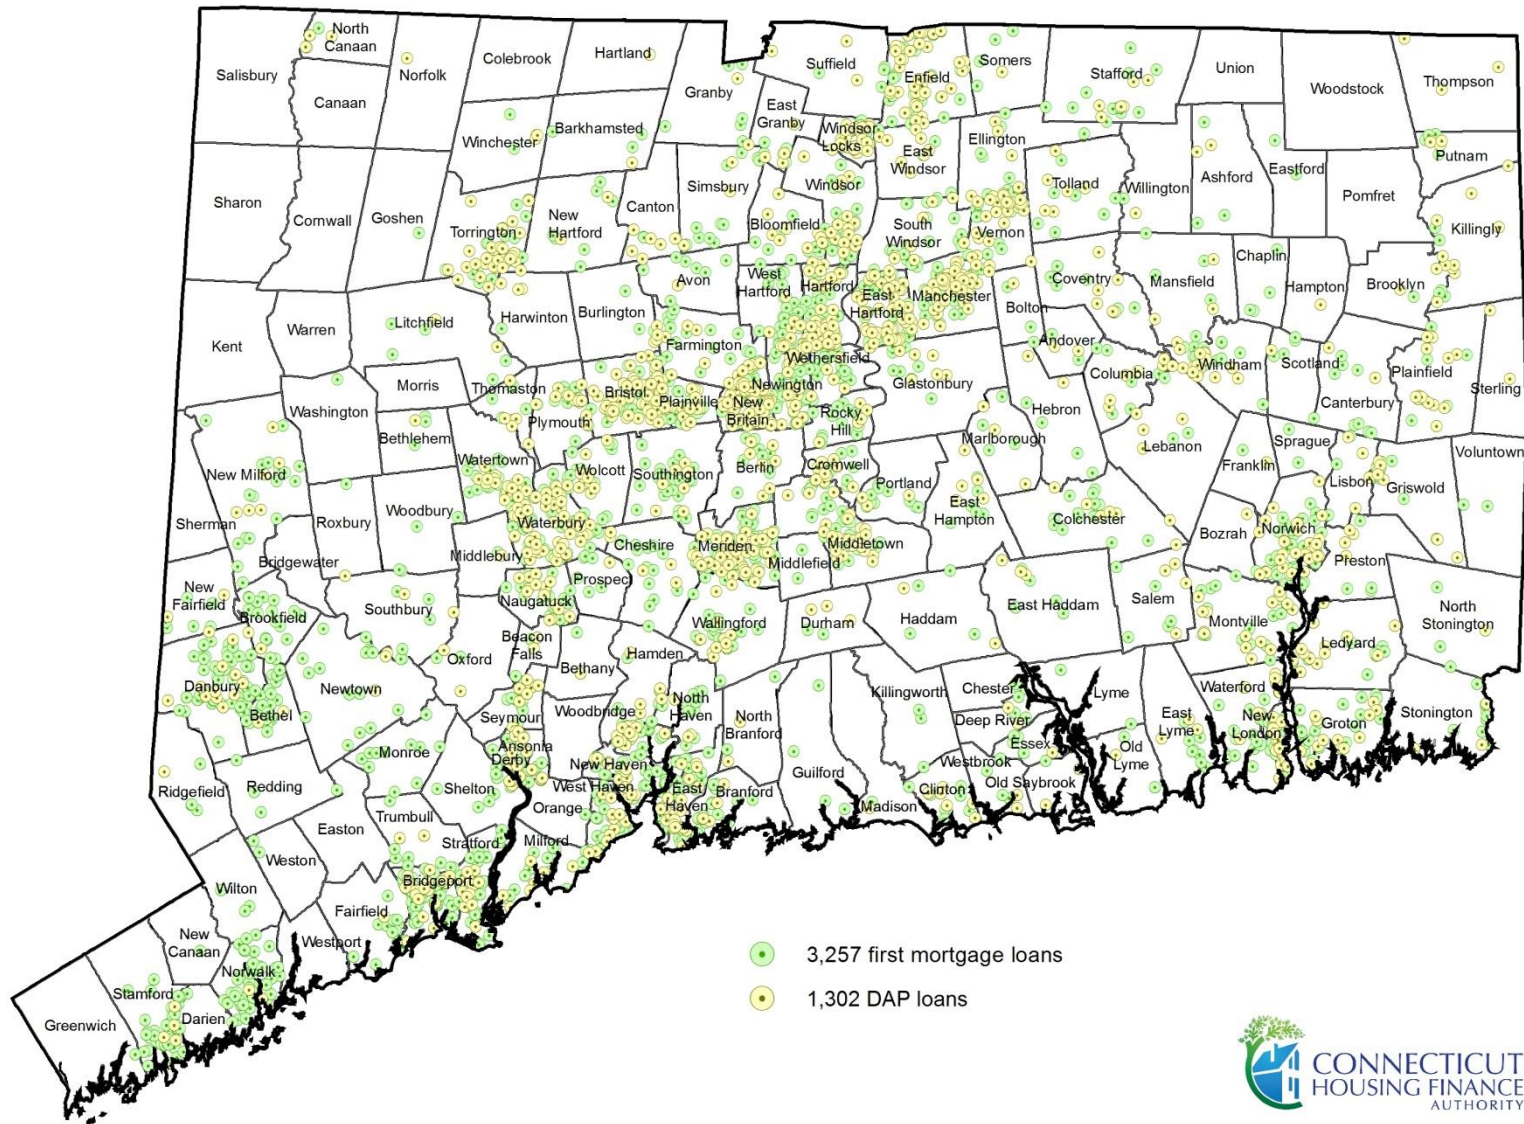 North
Canaan
Salisbury
Canaan
Norfolk
Colebrook
Hartland
Granby
Suffield
Enfield
Somers
Stafford
Union
Woodstock
Thompson
East
Granby
Windsor
Locks
East
Windsor
Ellington
Winchester
Barkhamsted
Simsbury
Windsor
Tolland
Willington
Ashford
Eastford
Pomfret
Putnam
Killingly
Sharon
Cornwall
Goshen
Torrington
New
Hartford
Canton
Bloomfield
South
Windsor
Vernon
Avon
West
Hartford
Hartford
East
Hartford
Manchester
Bolton
Coventry
Mansfield
Chaplin
Hampton
Brooklyn
Kent
Warren
Litchfield
Harwinton
Burlington
Farmington
Wethersfield
Newington
Glastonbury
Andover
Columbia
Windham
Scotland
Plainfield
Sterling
Canterbury
Morris
Washington
Bethlehem
Thomaston
Plymouth
Bristol
Plainville
New
Britain
Rocky
Hill
Hebron
Marlborough
Lebanon
Sprague
Franklin
Lisbon
Griswold
Voluntown
New Milford
Watertown
Wolcott
Southington
Berlin
Cromwell
Portland
East
Hampton
Colchester
Bozrah
Norwich
Preston
Sherman
Roxbury
Woodbury
Waterbury
Middlebury
Cheshire
Meriden
Middletown
Middlefield
Bridgewater
New
Fairfield
Brookfield
Southbury
Naugatuck
Prospect
Wallingford
Durham
Haddam
East Haddam
Salem
Montville
Ledyard
North
Stonington
Danbury
Bethel
Newtown
Oxford
Beacon
Falls
Bethany
Hamden
Seymour
Woodbridge
North
Haven
North
Branford
Killingworth
Chester
Deep River
Essex
Lyme
East
Lyme
Waterford
New
London
Groton
Stonington
Old
Lyme
Westbrook
Old Saybrook
Ridgefield
Redding
Monroe
Shelton
Ansonia
Derby
New Haven
West Haven
Orange
East
Haven
Branford
Guilford
Madison
Clinton
Trumbull
Easton
Weston
Stratford
Milford
Bridgeport
Wilton
Fairfield
New
Canaan
Westport
Norwalk
Stamford
Darien
Greenwich
3,257 first mortgage loans
1,302 DAP loans
CONNECTICUT
HOUSING FINANCE
AUTHORITY